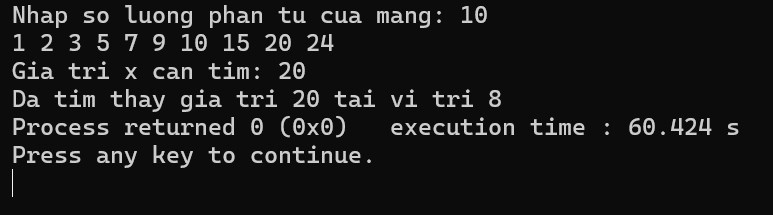 Nhap so luong phan tu cua mang: 10
1 2 3 5 7 9 10 15 20 24
Gia tri x can tim: 20
Da tim thay gia tri 20 tai vi tri 8
Process returned 0 (0x0)   execution time : 60.424 s
Press any key to continue.